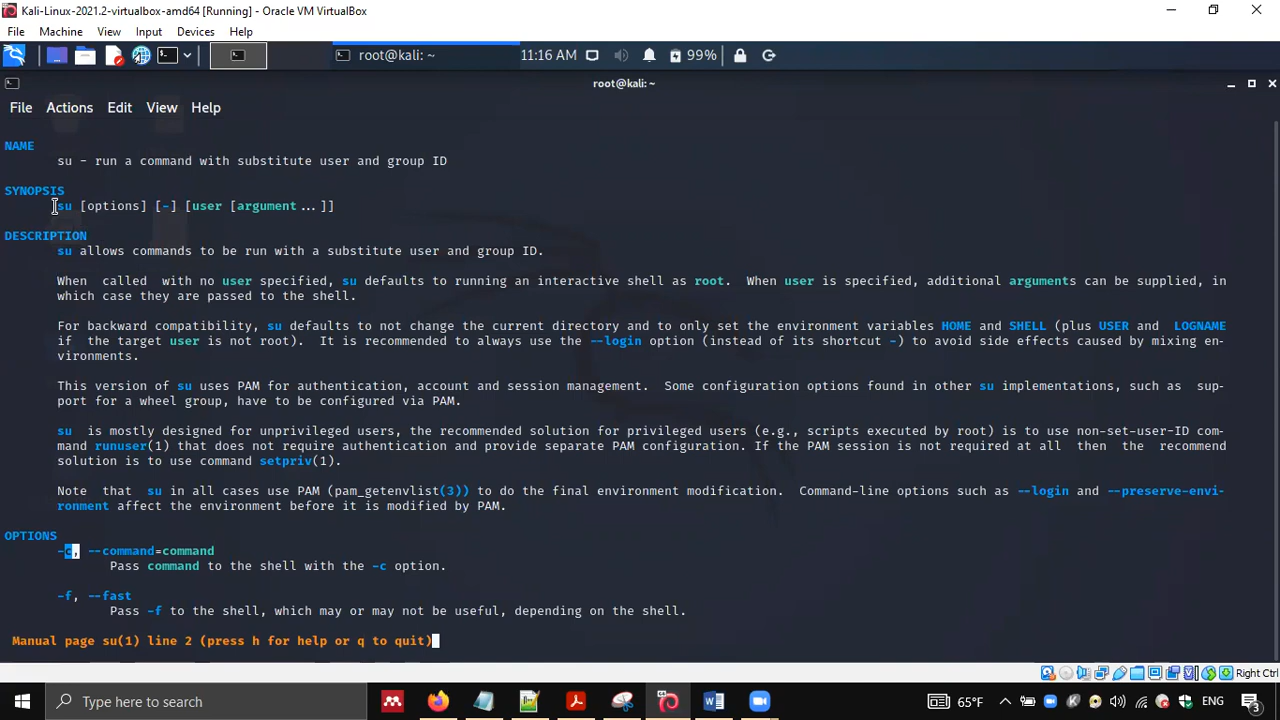 Kali-Linux-2021.2-virtualbox-amd64 [Running] - Oracle VM VirtualBox
File Machine View Input Devices Help
root@kali: ~ 11:16 AM 99%
root@kali:~
File Actions Edit View Help
NAME
su - run a command with substitute user and group ID
SYNOPSIS
su [options] [-] [user [argument...]]
DESCRIPTION
su allows commands to be run with a substitute user and group ID.
When called with no user specified, su defaults to running an interactive shell as root. When user is specified, additional arguments can be supplied, in
which case they are passed to the shell.
For backward compatibility, su defaults to not change the current directory and to only set the environment variables HOME and SHELL (plus USER and LOGNAME
if the target user is not root). It is recommended to always use the --login option (instead of its shortcut -) to avoid side effects caused by mixing en-
vironments.
This version of su uses PAM for authentication, account and session management. Some configuration options found in other su implementations, such as sup-
port for a wheel group, have to be configured via PAM.
su is mostly designed for unprivileged users, the recommended solution for privileged users (e.g., scripts executed by root) is to use non-set-user-ID com-
mand runuser(1) that does not require authentication and provide separate PAM configuration. If the PAM session is not required at all then the recommend
solution is to use command setpriv(1).
Note that su in all cases use PAM (pam_getenvlist(3)) to do the final environment modification. Command-line options such as --login and --preserve-envi-
ronment affect the environment before it is modified by PAM.
OPTIONS
-c, --command=command
Pass command to the shell with the -c option.
-f, --fast
Pass -f to the shell, which may or may not be useful, depending on the shell.
Manual page su(1) line 2 (press h for help or q to quit)
Right Ctrl
Type here to search 65°F ENG 3